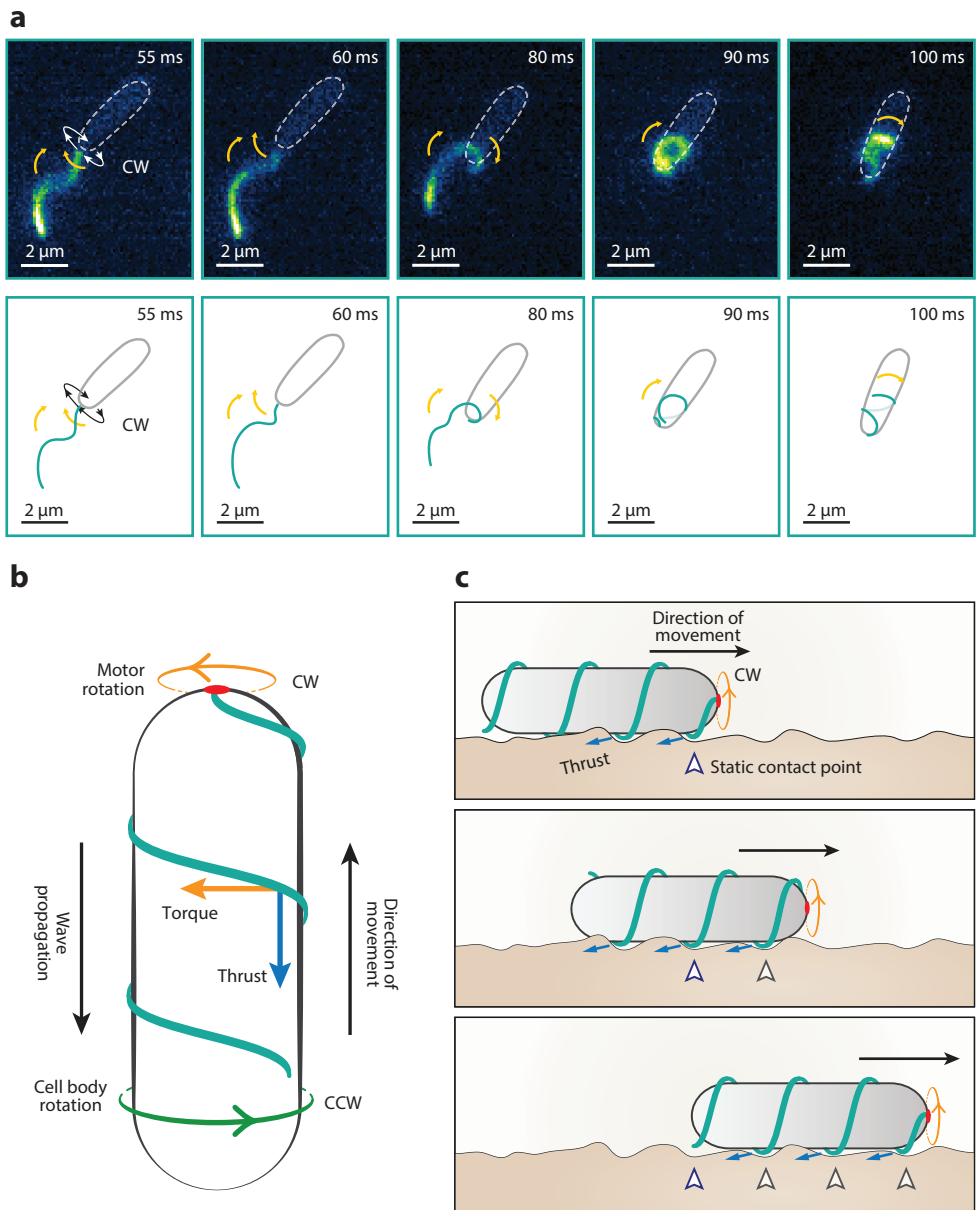 a
55 ms
CW
2 μm
60 ms
2 μm
80 ms
2 μm
90 ms
2 μm
100 ms
2 μm
55 ms
CW
2 μm
60 ms
2 μm
80 ms
2 μm
90 ms
2 μm
100 ms
2 μm
b
Motor
rotation
CW
Wave
propagation
Torque
Thrust
Direction of
movement
Cell body
rotation
CCW
c
Direction of
movement
CW
Thrust
Static contact point